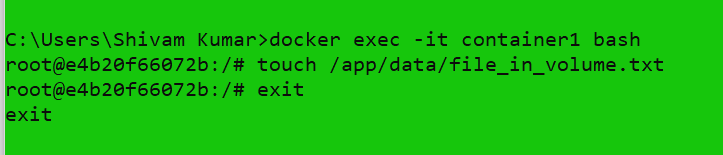 C:\Users\Shivam Kumar>docker exec -it container1 bash
root@e4b20f66072b:/# touch /app/data/file_in_volume.txt
root@e4b20f66072b:/# exit
exit